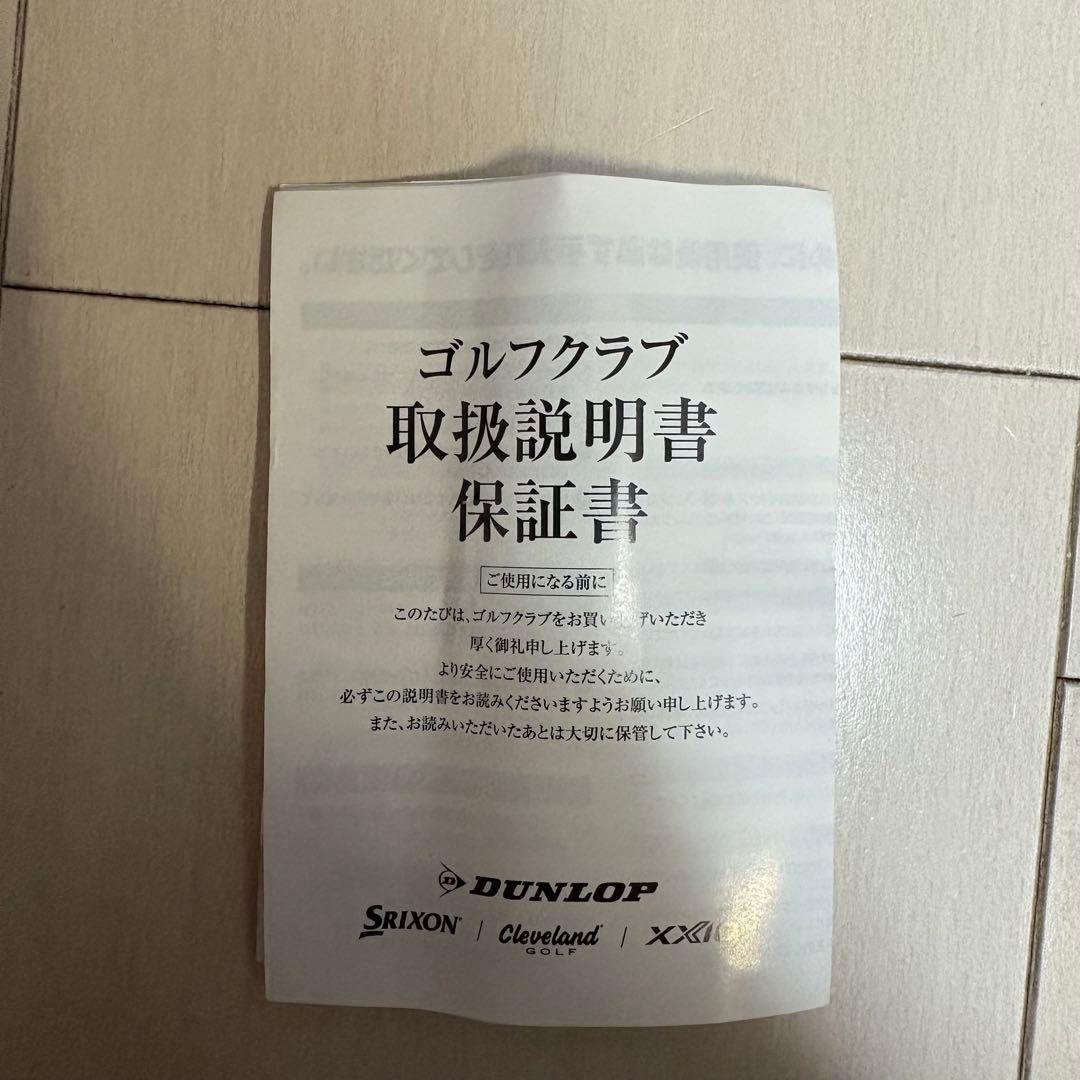 ゴルフクラブ
取扱説明書
保証書
ご使用になる前に
このたびは、ゴルフクラブをお買い上げいただき
厚く御礼申し上げます。
より安全にご使用いただくために、
必ずこの説明書をお読みくださいますようお願い申し上げます。
また、お読みいただいたあとは大切に保管して下さい。
DUNLOP
SRIXON | Cleveland GOLF | XXIO